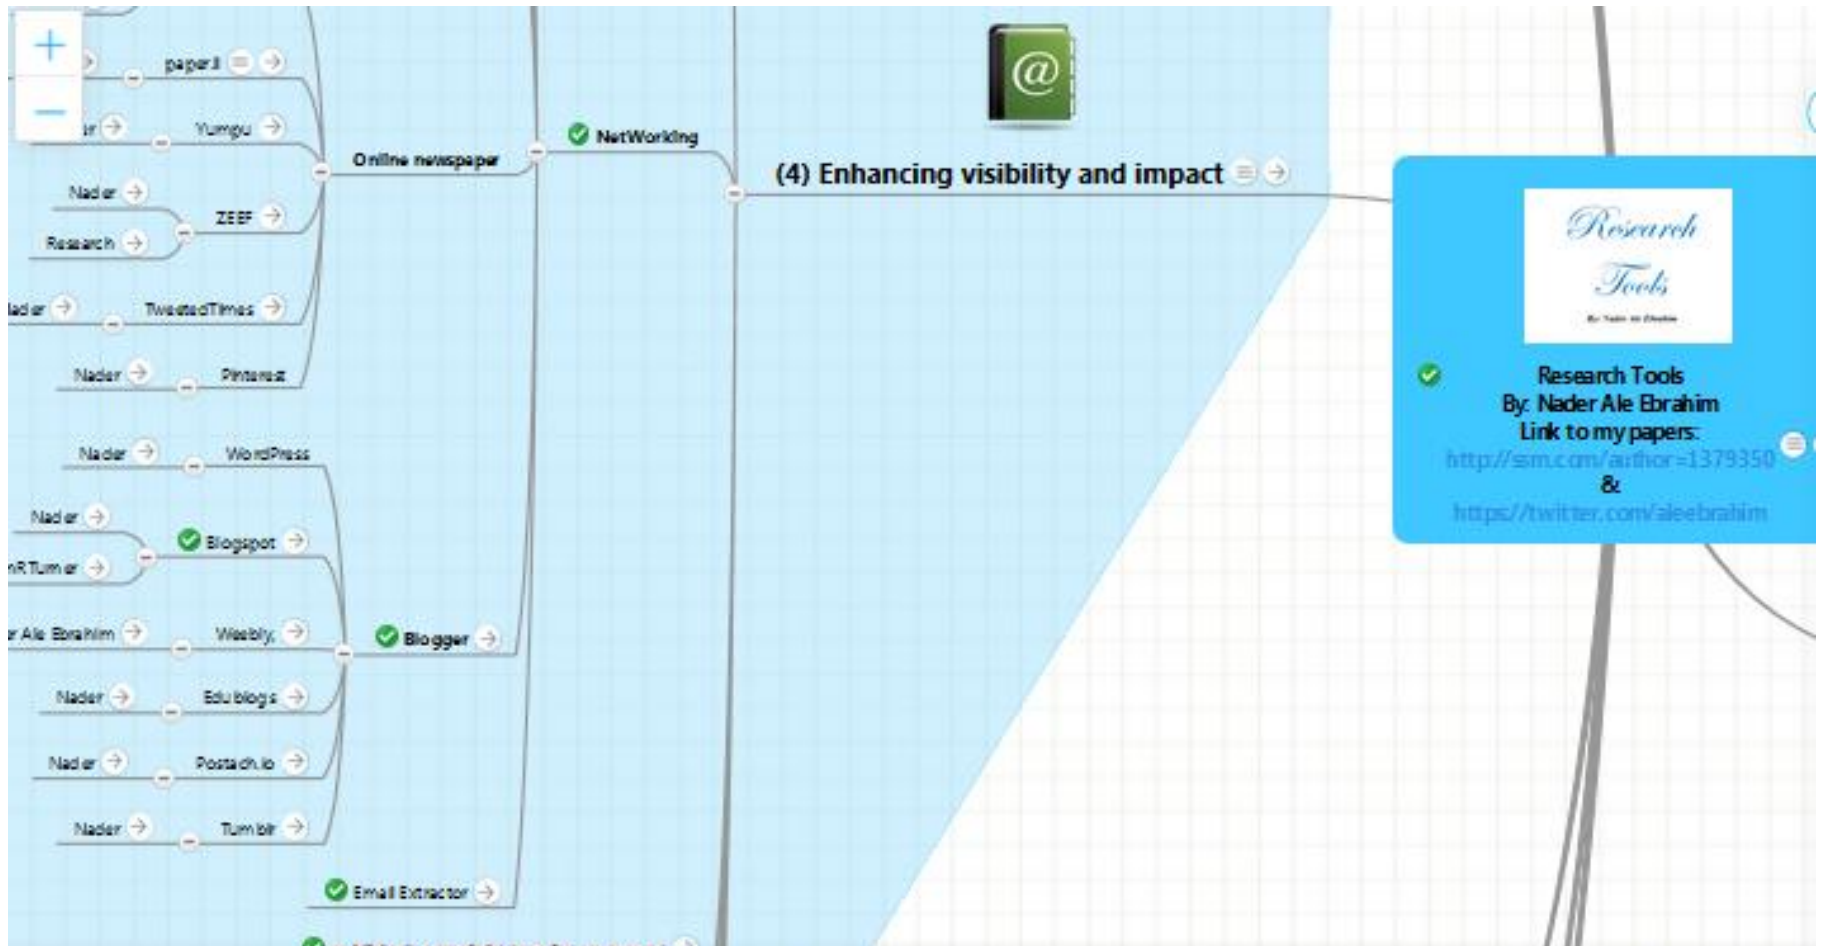 paper.li
Yumpu
Nader
ZEEF
Research
TweetedTimes
Nader
Pinterest
Online newspaper
NetWorking
(4) Enhancing visibility and impact
@
Research
Tools
Research Tools
By: Nader Ale Ebrahim
Link to my papers:
http://ssrn.com/author=1379350
&
https://twitter.com/aleebrahim
Nader
WordPress
Nader
Blogspot
Ale Ebrahim
Weebly,
Nader
Edublogs
Nader
Postach.io
Nader
Tumblr
Blogger
Email Extractor